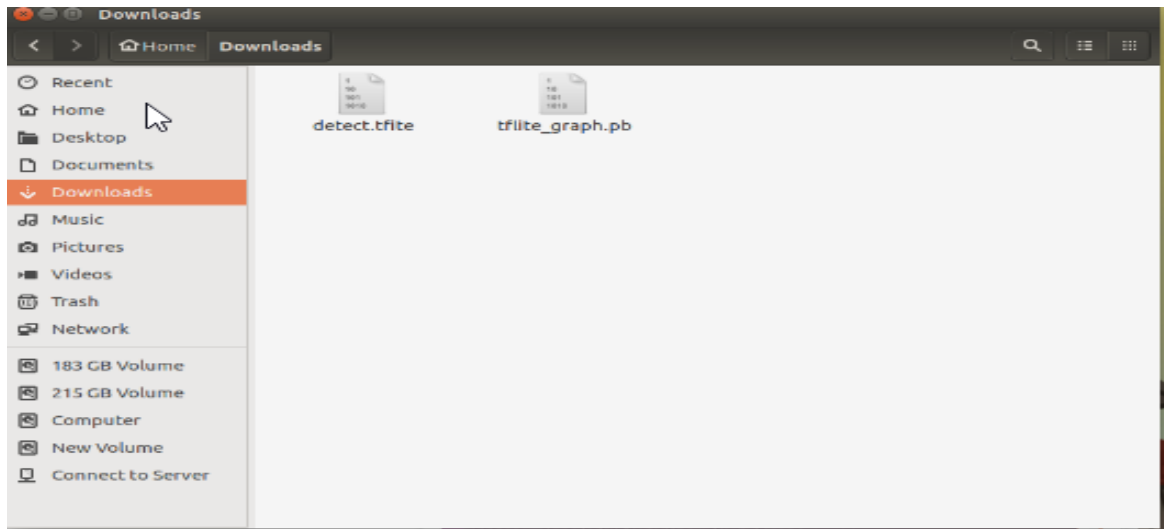 Downloads
Home Downloads
Recent
Home
Desktop
Documents
Downloads
Music
Pictures
Videos
Trash
Network
183 GB Volume
215 GB Volume
Computer
New Volume
Connect to Server
detect.tfite tflite_graph.pb